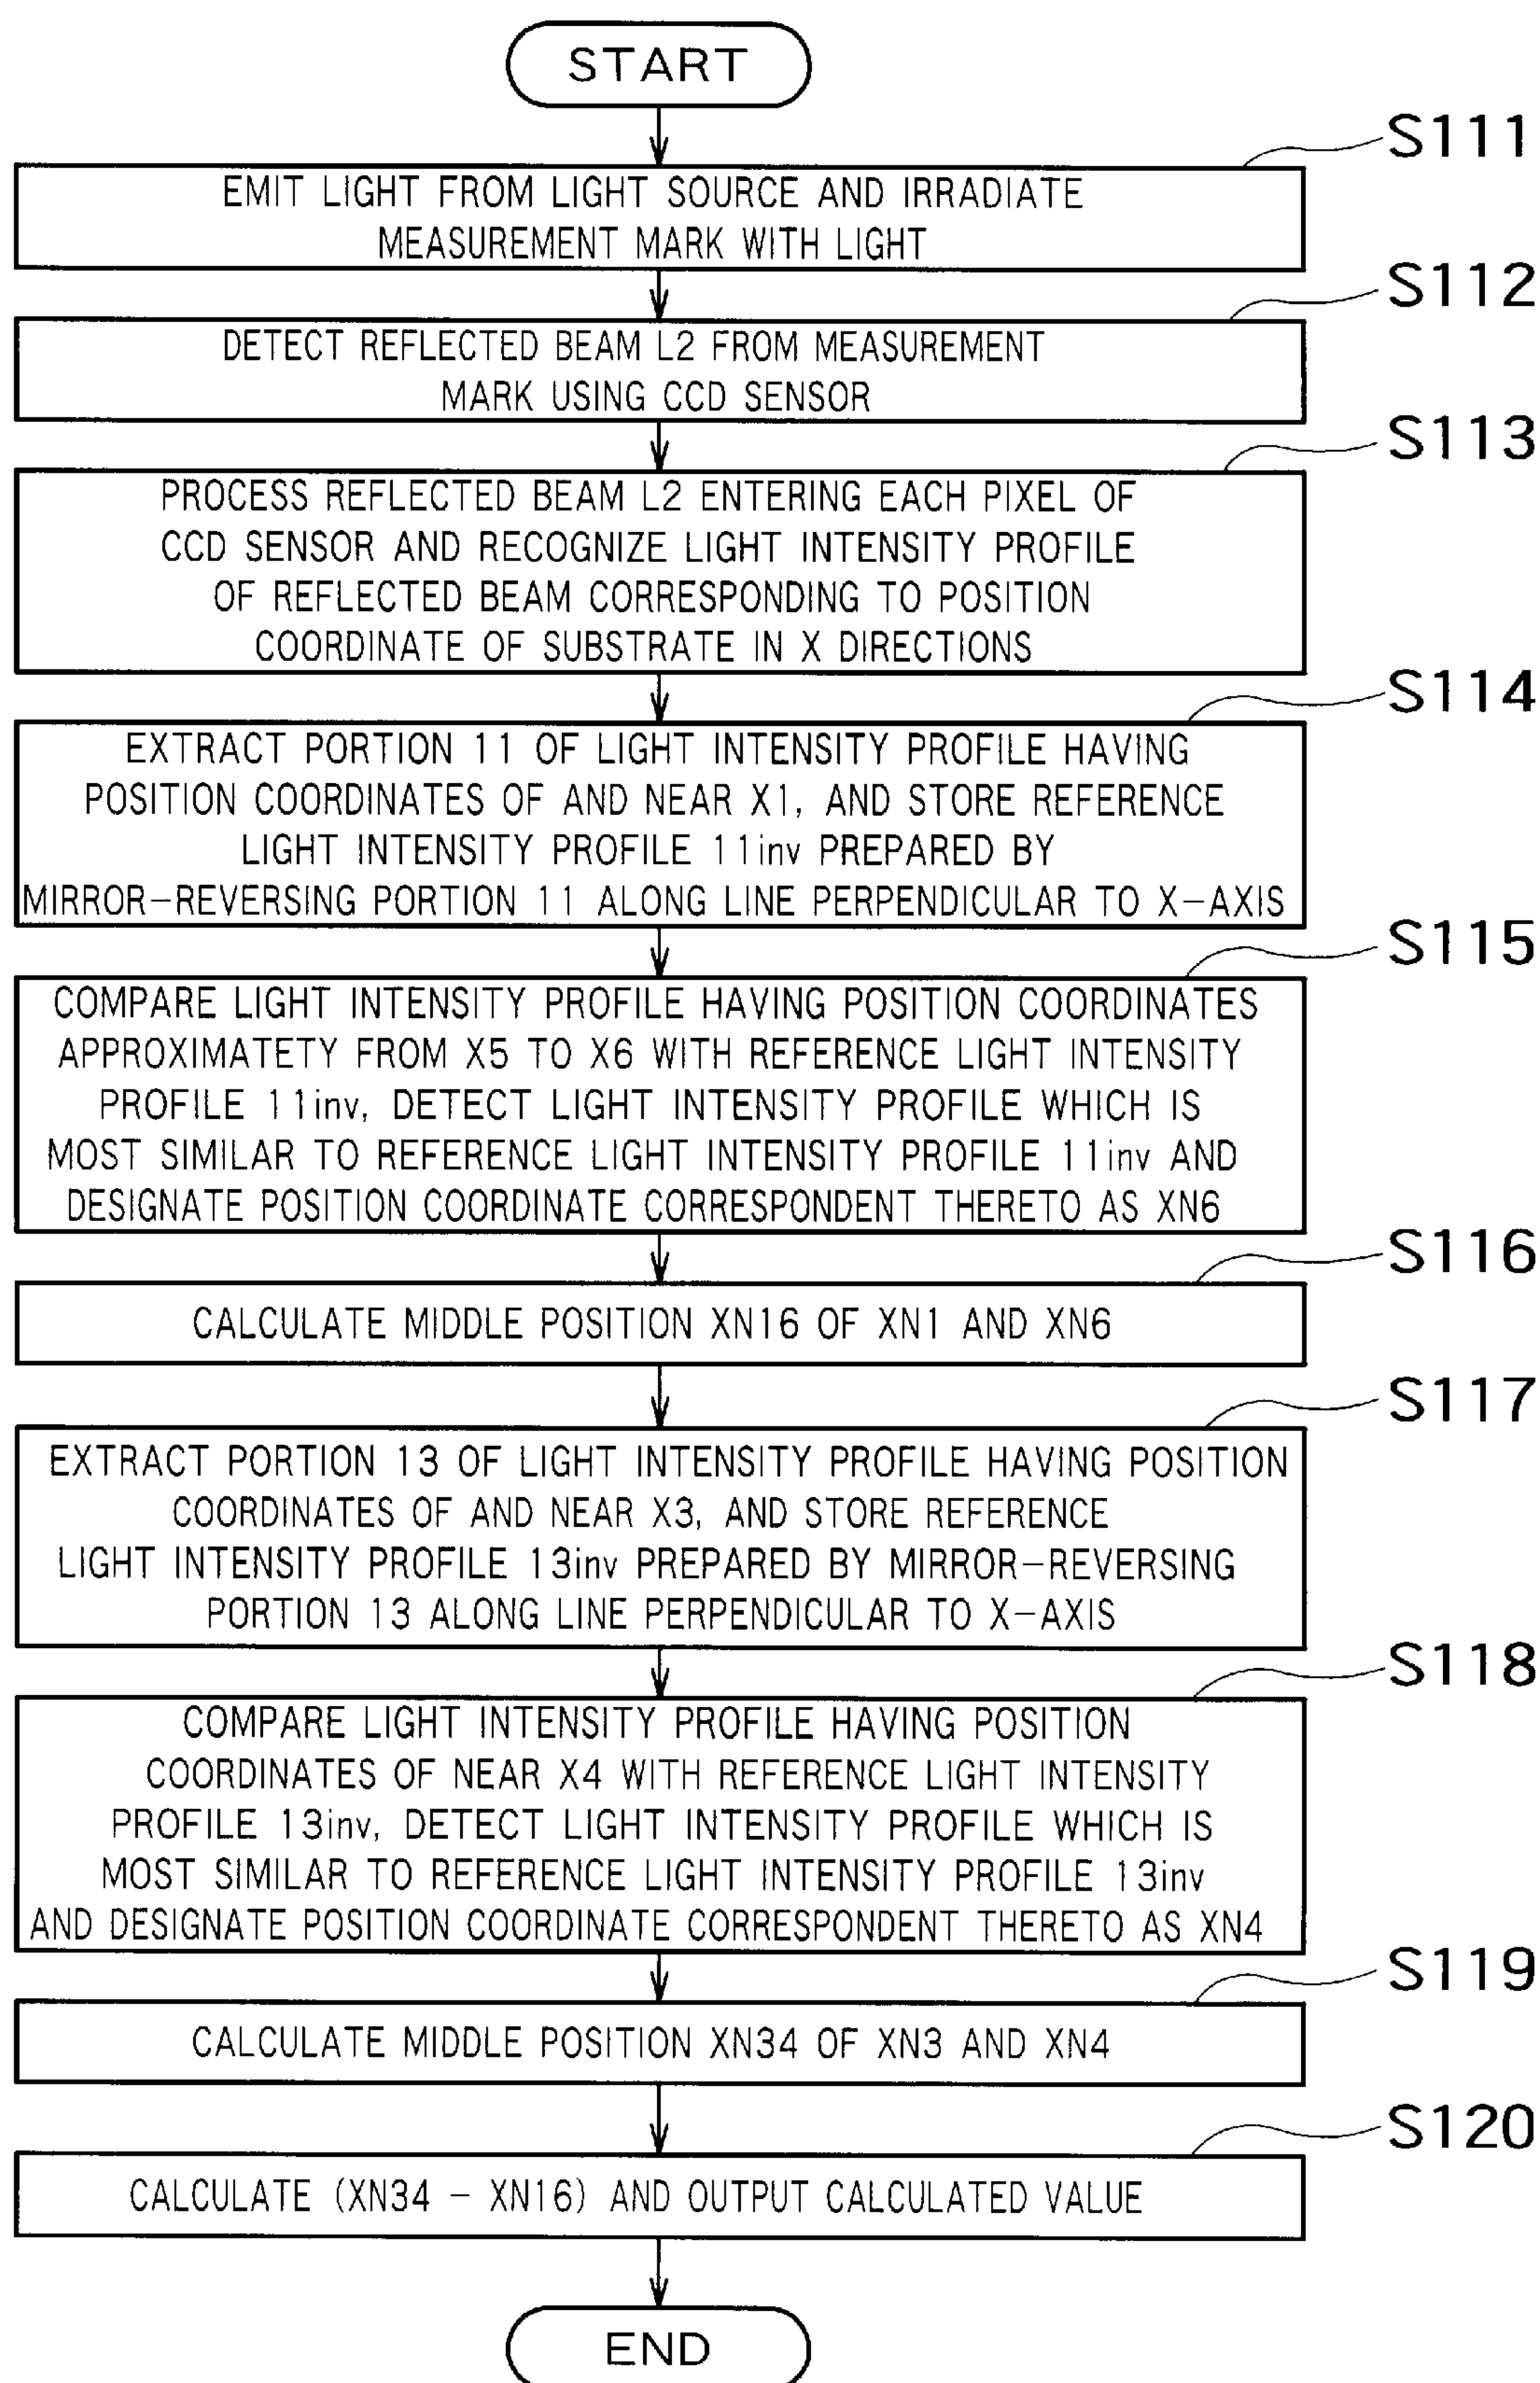 START
S111
EMIT LIGHT FROM LIGHT SOURCE AND IRRADIATE
MEASUREMENT MARK WITH LIGHT
S112
DETECT REFLECTED BEAM L2 FROM MEASUREMENT
MARK USING CCD SENSOR
S113
PROCESS REFLECTED BEAM L2 ENTERING EACH PIXEL OF
CCD SENSOR AND RECOGNIZE LIGHT INTENSITY PROFILE
OF REFLECTED BEAM CORRESPONDING TO POSITION
COORDINATE OF SUBSTRATE IN X DIRECTIONS
S114
EXTRACT PORTION 11 OF LIGHT INTENSITY PROFILE HAVING
POSITION COORDINATES OF AND NEAR X1, AND STORE REFERENCE
LIGHT INTENSITY PROFILE 11inv PREPARED BY
MIRROR-REVERSING PORTION 11 ALONG LINE PERPENDICULAR TO X-AXIS
S115
COMPARE LIGHT INTENSITY PROFILE HAVING POSITION COORDINATES
APPROXIMATETY FROM X5 TO X6 WITH REFERENCE LIGHT INTENSITY
PROFILE 11inv, DETECT LIGHT INTENSITY PROFILE WHICH IS
MOST SIMILAR TO REFERENCE LIGHT INTENSITY PROFILE 11inv AND
DESIGNATE POSITION COORDINATE CORRESPONDENT THERETO AS XN6
S116
CALCULATE MIDDLE POSITION XN16 OF XN1 AND XN6
S117
EXTRACT PORTION 13 OF LIGHT INTENSITY PROFILE HAVING POSITION
COORDINATES OF AND NEAR X3, AND STORE REFERENCE
LIGHT INTENSITY PROFILE 13inv PREPARED BY MIRROR-REVERSING
PORTION 13 ALONG LINE PERPENDICULAR TO X-AXIS
S118
COMPARE LIGHT INTENSITY PROFILE HAVING POSITION
COORDINATES OF NEAR X4 WITH REFERENCE LIGHT INTENSITY
PROFILE 13inv, DETECT LIGHT INTENSITY PROFILE WHICH IS
MOST SIMILAR TO REFERENCE LIGHT INTENSITY PROFILE 13inv
AND DESIGNATE POSITION COORDINATE CORRESPONDENT THERETO AS XN4
S119
CALCULATE MIDDLE POSITION XN34 OF XN3 AND XN4
S120
CALCULATE (XN34 - XN16) AND OUTPUT CALCULATED VALUE
END